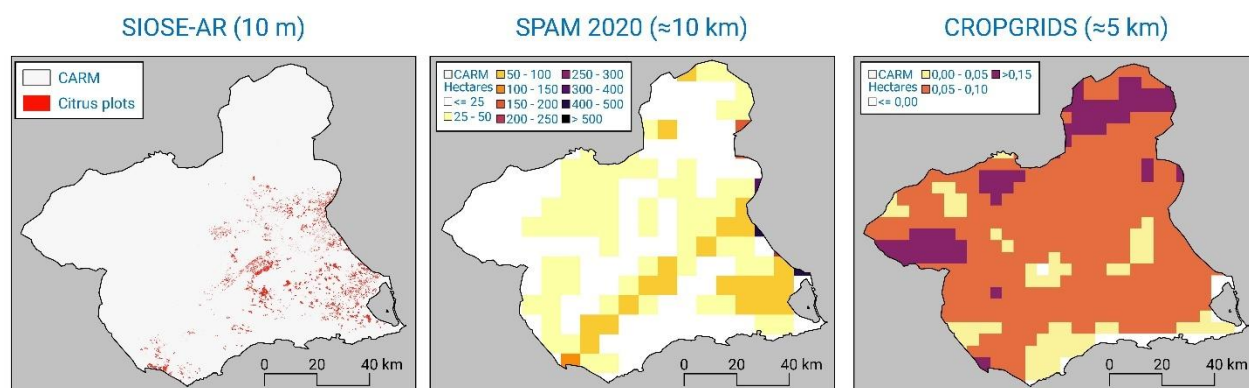 SIOSE-AR (10 m)
CARM
Citrus plots
0 20 40 km
SPAM 2020 (≈10 km)
CARM 50 - 100 250 - 300
Hectares 100 - 150 300 - 400
<= 25 150 - 200 400 - 500
25 - 50 200 - 250 > 500
0 20 40 km
CROPGRIDS (≈5 km)
CARM 0,00 - 0,05 >0,15
Hectares 0,05 - 0,10
<= 0,00
0 20 40 km